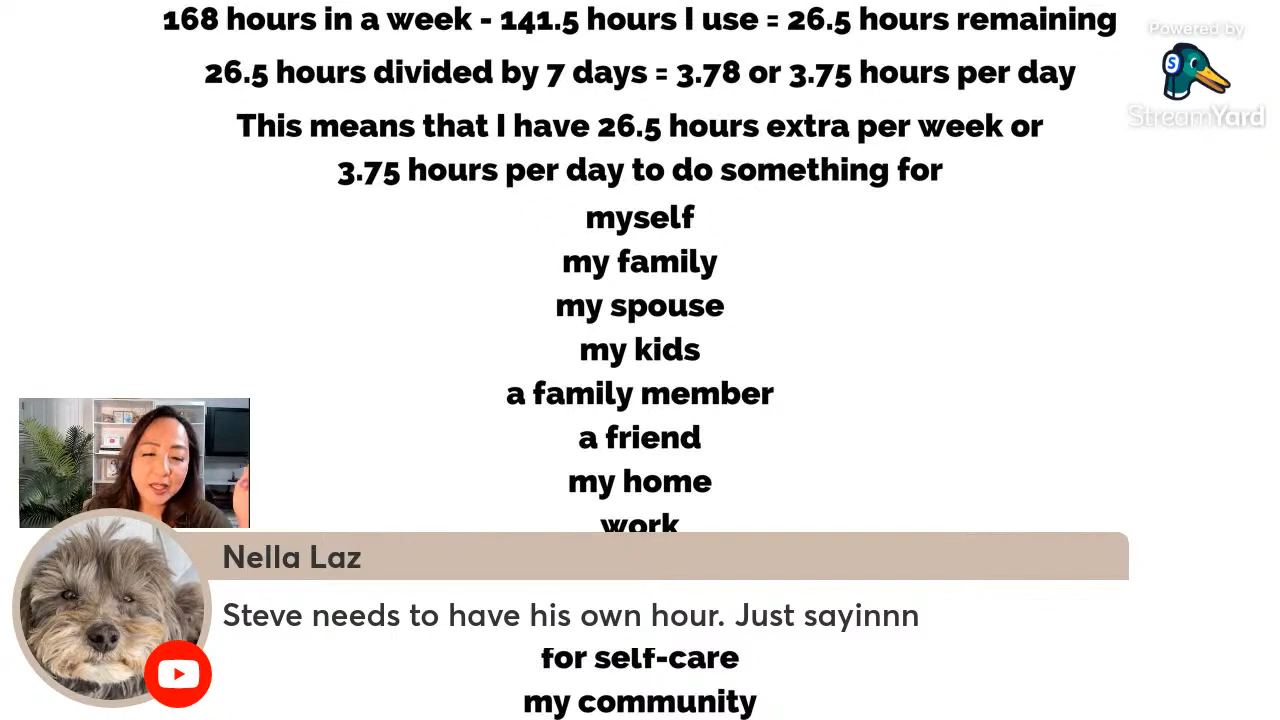 168 hours in a week - 141.5 hours I use = 26.5 hours remaining
Powered by
26.5 hours divided by 7 days = 3.78 or 3.75 hours per day
S
StreamYard
This means that I have 26.5 hours extra per week or
3.75 hours per day to do something for
myself
my family
my spouse
my kids
a family member
a friend
my home
work
Nella Laz
Steve needs to have his own hour. Just sayinnn
for self-care
my community